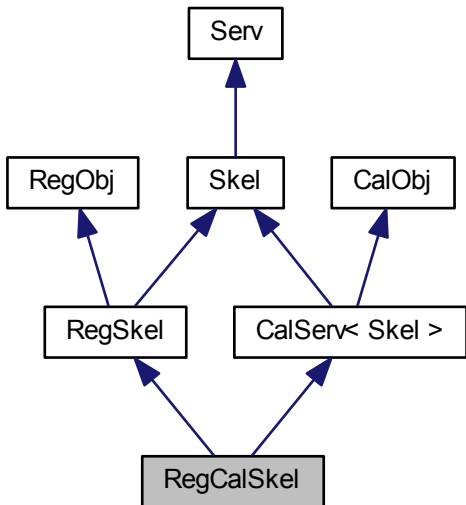 Serv
RegObj
Skel
CalObj
RegSkel
CalServ< Skel >
RegCalSkel